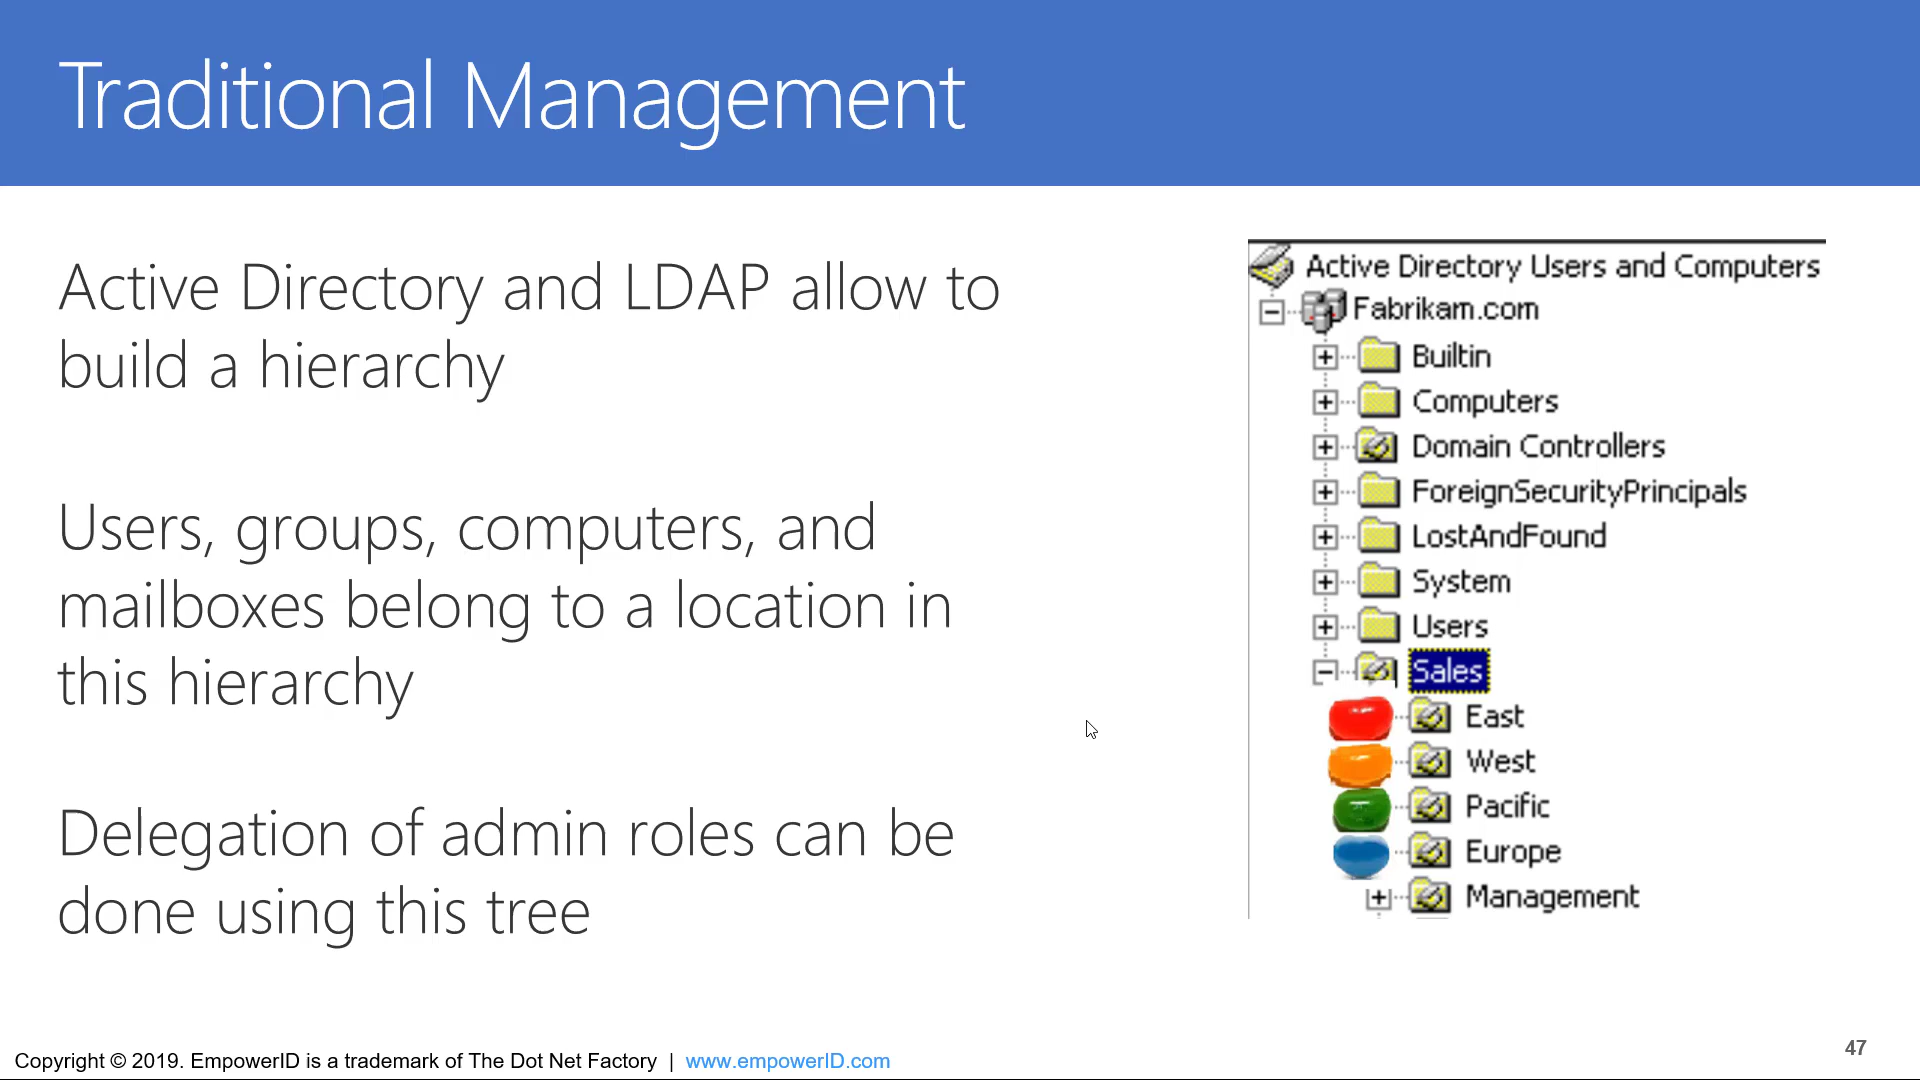 Traditional Management
Active Directory and LDAP allow to
build a hierarchy
Users, groups, computers, and
mailboxes belong to a location in
this hierarchy
Delegation of admin roles can be
done using this tree
Active Directory Users and Computers
Fabrikam.com
Builtin
Computers
Domain Controllers
ForeignSecurityPrincipals
LostAndFound
System
Users
Sales
East
West
Pacific
Europe
Management
Copyright © 2019. EmpowerID is a trademark of The Dot Net Factory | www.empowerID.com
47